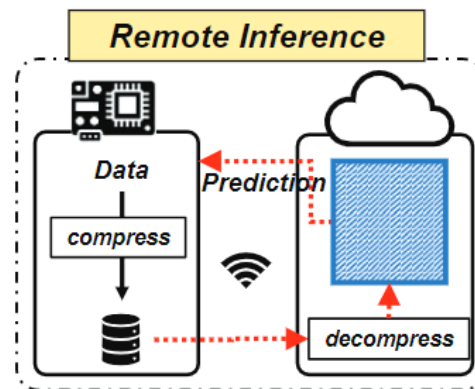 Remote Inference
Data
Prediction
compress
decompress